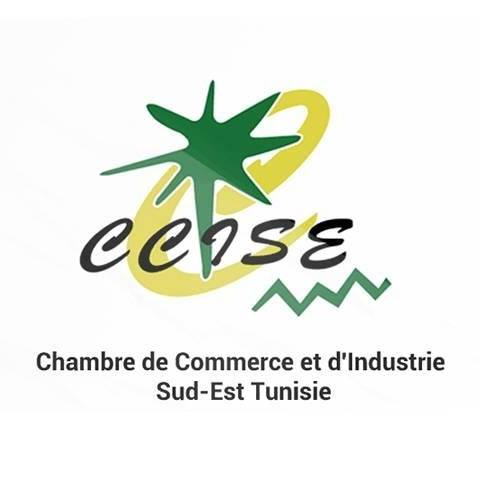 CCISE
Chambre de Commerce et d'Industrie
Sud-Est Tunisie